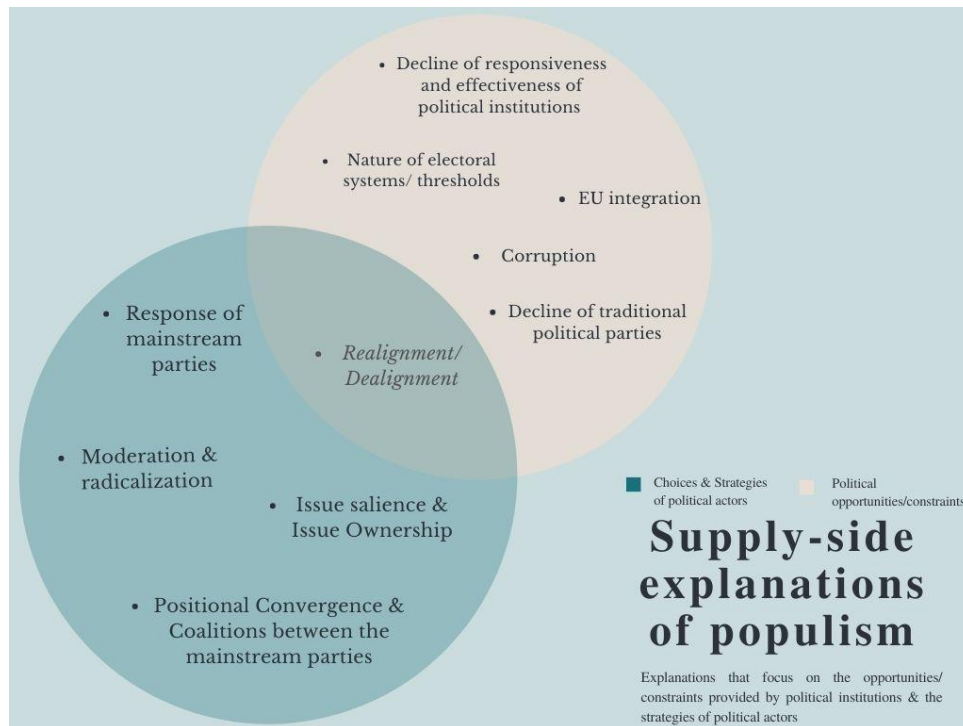 • Decline of responsiveness
and effectiveness of
political institutions
• Nature of electoral
systems/ thresholds
• EU integration
• Corruption
• Decline of traditional
political parties
• Response of
mainstream
parties
• Realignment/
Dealignment
• Moderation &
radicalization
• Issue salience &
Issue Ownership
• Positional Convergence &
Coalitions between the
mainstream parties
Choices & Strategies
of political actors
Political
opportunities/constraints
Supply-side
explanations
of populism
Explanations that focus on the opportunities/
constraints provided by political institutions & the
strategies of political actors